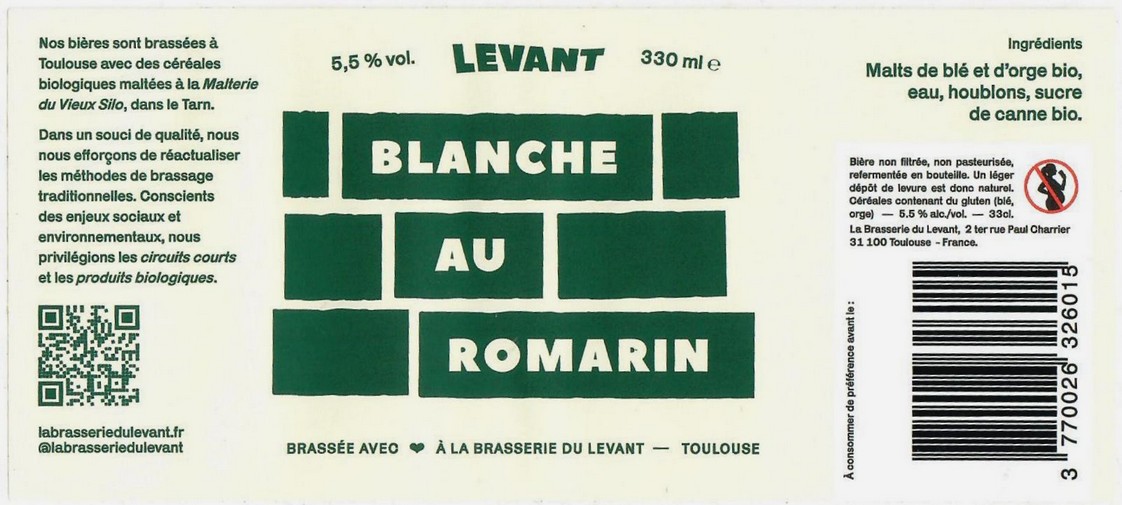 Nos bières sont brassées à
Toulouse avec des céréales
biologiques maltées à la Malterie
du Vieux Silo, dans le Tarn.
Dans un souci de qualité, nous
nous efforçons de réactualiser
les méthodes de brassage
traditionnelles. Conscients
des enjeux sociaux et
environnementaux, nous
privilégions les circuits courts
et les produits biologiques.
labrasseriedulevant.fr
@labrasseriedulevant
5,5 % vol. LEVANT 330 ml e
BLANCHE
AU
ROMARIN
BRASSÉE AVEC ❤ À LA BRASSERIE DU LEVANT — TOULOUSE
Ingrédients
Malts de blé et d'orge bio,
eau, houblons, sucre
de canne bio.
Bière non filtrée, non pasteurisée,
refermentée en bouteille. Un léger
dépôt de levure est donc naturel.
Céréales contenant du gluten (blé,
orge) — 5.5 % alc./vol. — 33cl.
La Brasserie du Levant, 2 ter rue Paul Charrier
31 100 Toulouse - France.
À consommer de préférence avant le :
3 770026 326015